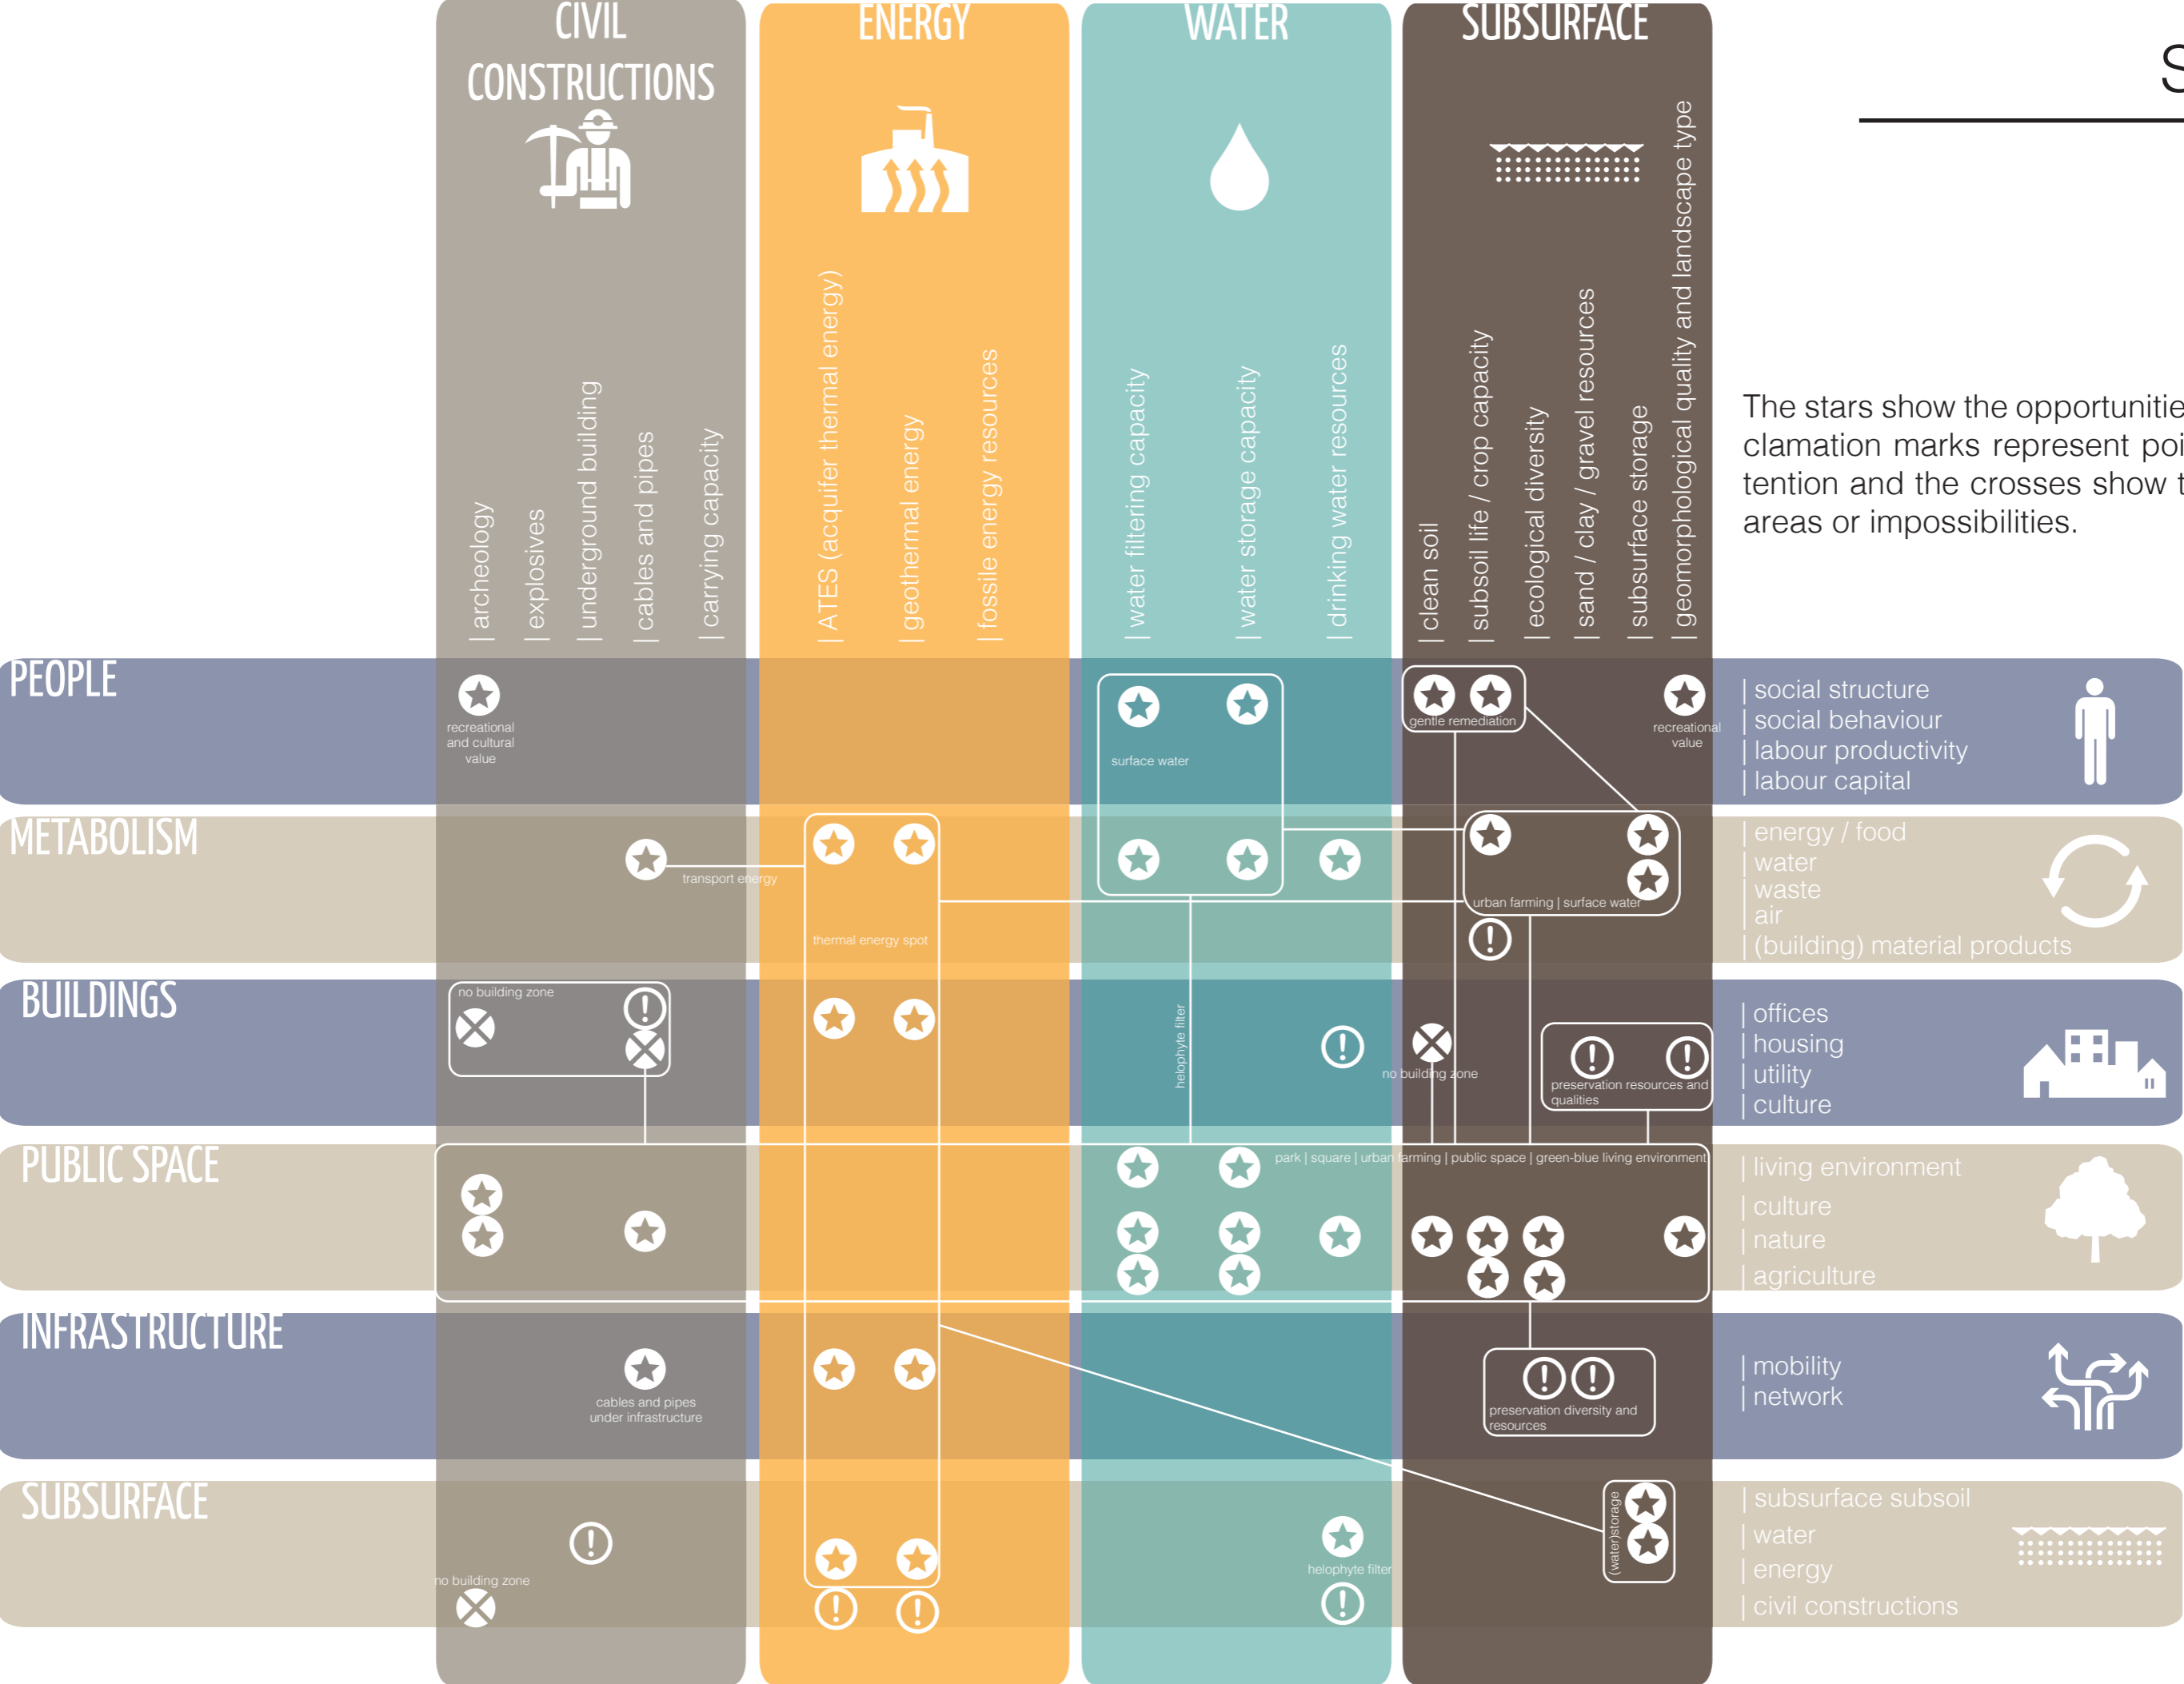 CIVIL
CONSTRUCTIONS
ENERGY
WATER
SUBSURFACE
S
| archeology
| explosives
| underground building
| cables and pipes
| carrying capacity
| ATES (acquifer thermal energy)
| geothermal energy
| fossile energy resources
| water filtering capacity
| water storage capacity
| drinking water resources
| clean soil
| subsoil life / crop capacity
| ecological diversity
| sand / clay / gravel resources
| subsurface storage
| geomorphological quality and landscape type
The stars show the opportunitie
clamation marks represent poi
tention and the crosses show t
areas or impossibilities.
PEOPLE
recreational
and cultural
value
surface water
gentle remediation
recreational
value
| social structure
| social behaviour
| labour productivity
| labour capital
METABOLISM
transport energy
thermal energy spot
urban farming | surface water
| energy / food
| water
| waste
| air
| (building) material products
BUILDINGS
no building zone
helophyte filter
no building zone
preservation resources and
qualities
| offices
| housing
| utility
| culture
PUBLIC SPACE
park | square | urban farming | public space | green-blue living environment
| living environment
| culture
| nature
| agriculture
INFRASTRUCTURE
cables and pipes
under infrastructure
preservation diversity and
resources
| mobility
| network
SUBSURFACE
no building zone
helophyte filter
(water)storage
| subsurface subsoil
| water
| energy
| civil constructions